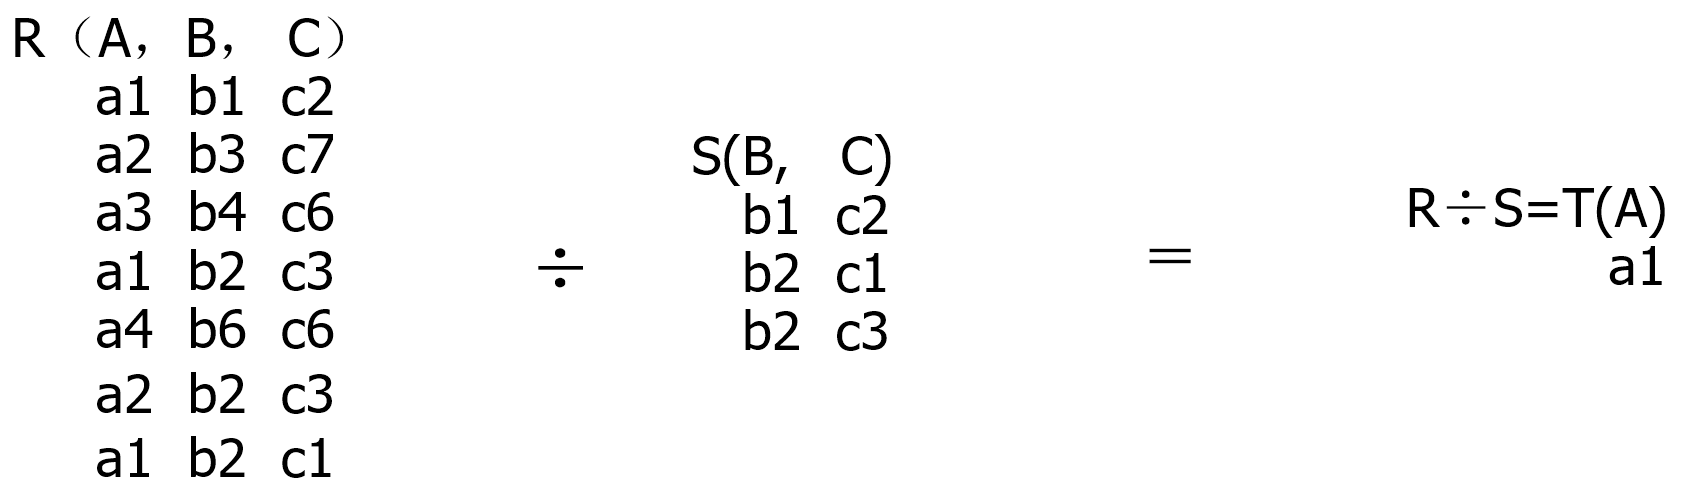 R（A，B， C）
a1 b1 c2
a2 b3 c7
a3 b4 c6
a1 b2 c3
a4 b6 c6
a2 b2 c3
a1 b2 c1
÷
S(B, C)
b1 c2
b2 c1
b2 c3
=
R÷S=T(A)
a1